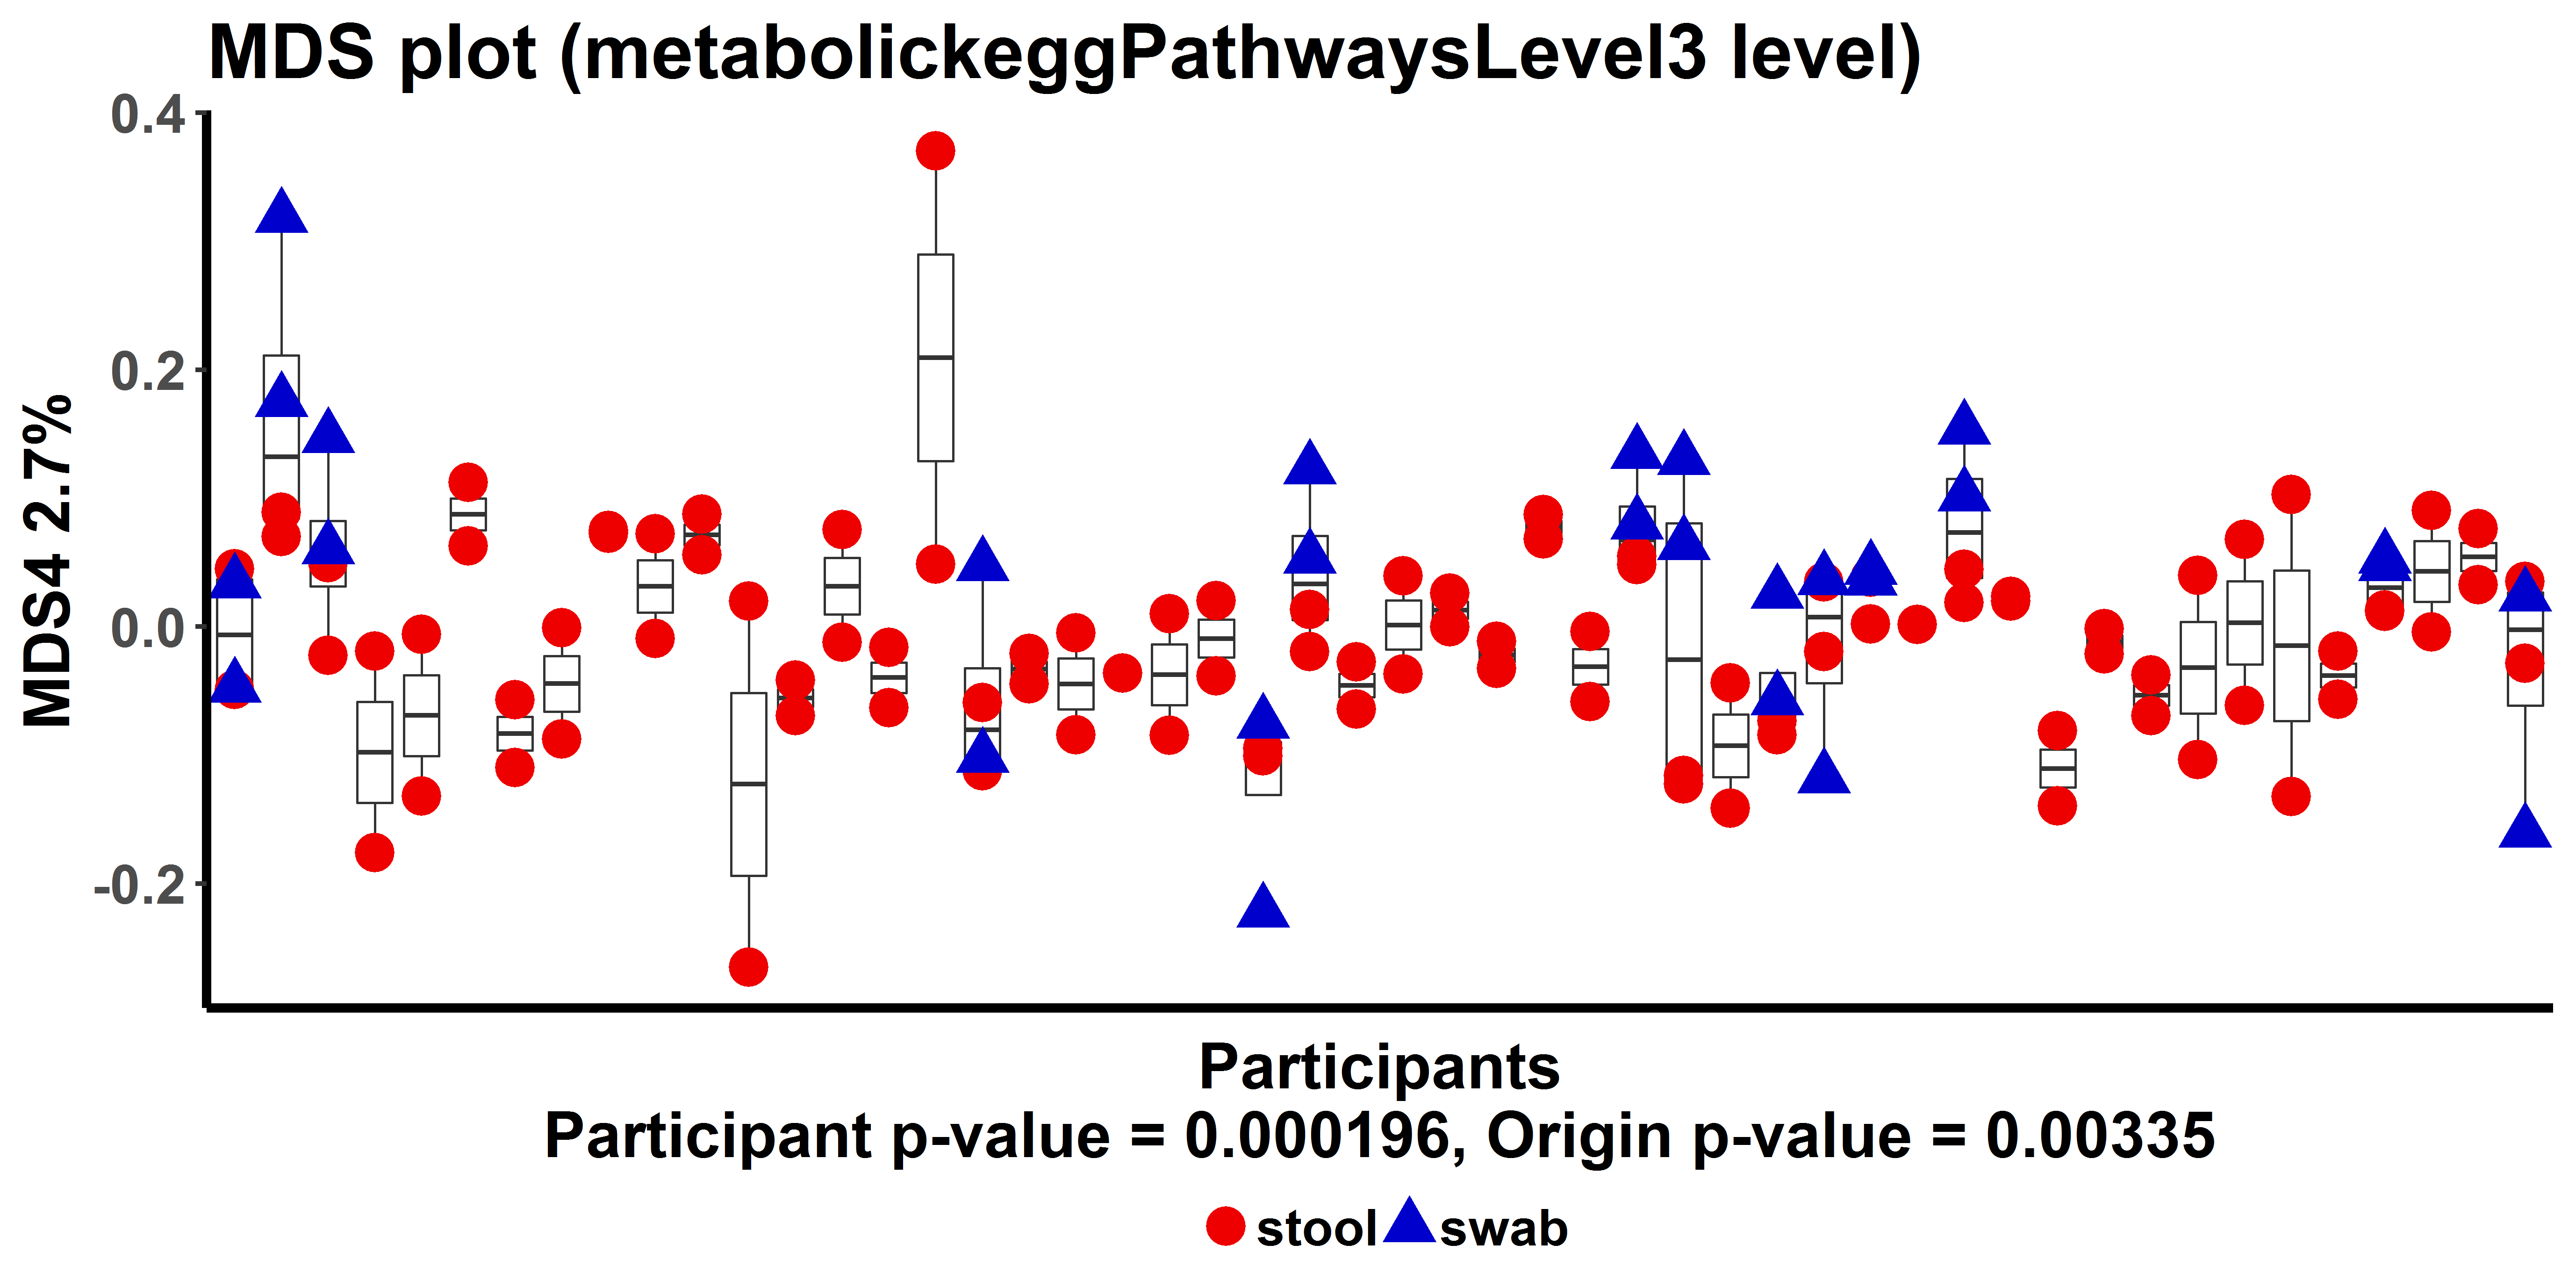 MDS plot (metabolickeggPathwaysLevel3 level)
0.4
0.2
0.0
-0.2
MDS4 2.7%
Participants
Participant p-value = 0.000196, Origin p-value = 0.00335
stool swab